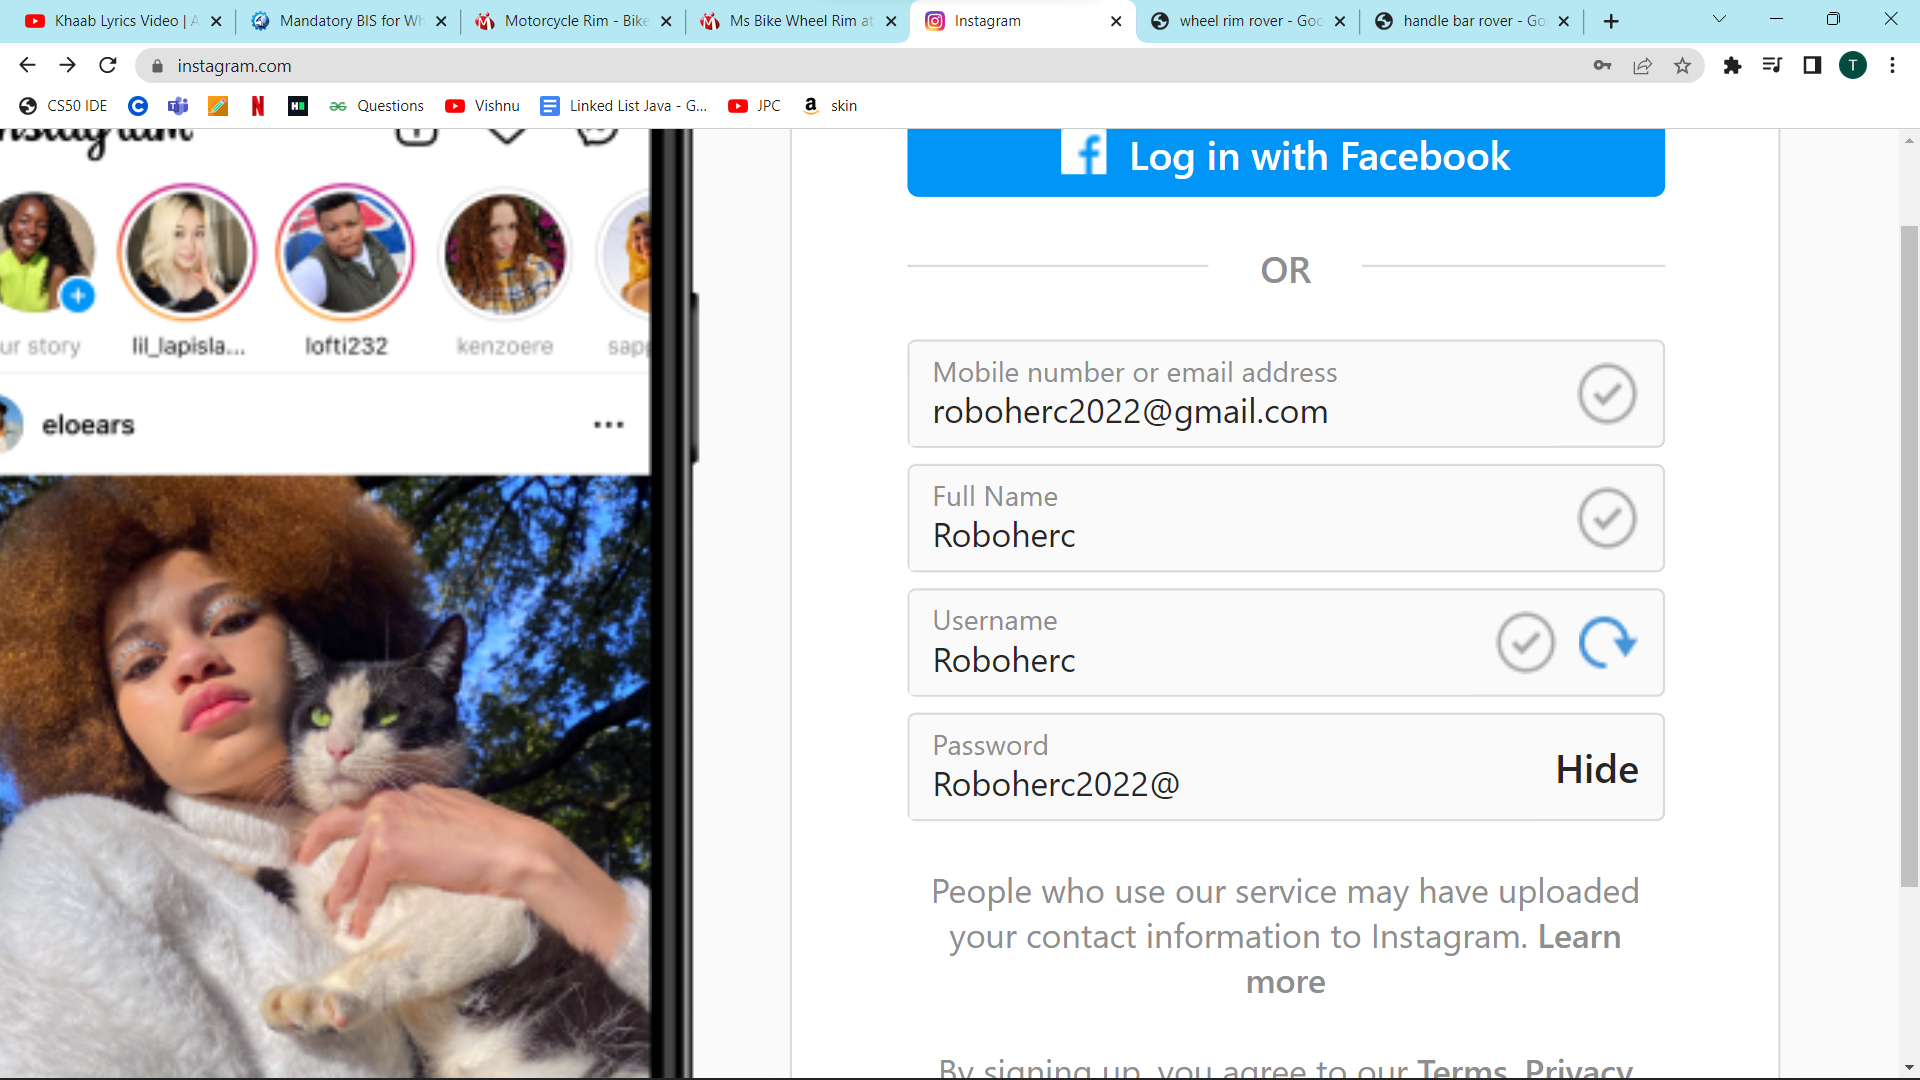 Khaab Lyrics Video | A
Mandatory BIS for Wh
Motorcycle Rim - Bike
Ms Bike Wheel Rim at
Instagram
wheel rim rover - Goo
handle bar rover - Go
instagram.com
T
CS50 IDE
Questions
Vishnu
Linked List Java - G...
JPC
skin
Instagram
ur story
lil_lapisla...
lofti232
kenzoere
sapp
eloears
Log in with Facebook
OR
Mobile number or email address
roboherc2022@gmail.com
Full Name
Roboherc
Username
Roboherc
Password
Roboherc2022@
Hide
People who use our service may have uploaded
your contact information to Instagram. Learn
more
By signing up, you agree to our Terms, Privacy